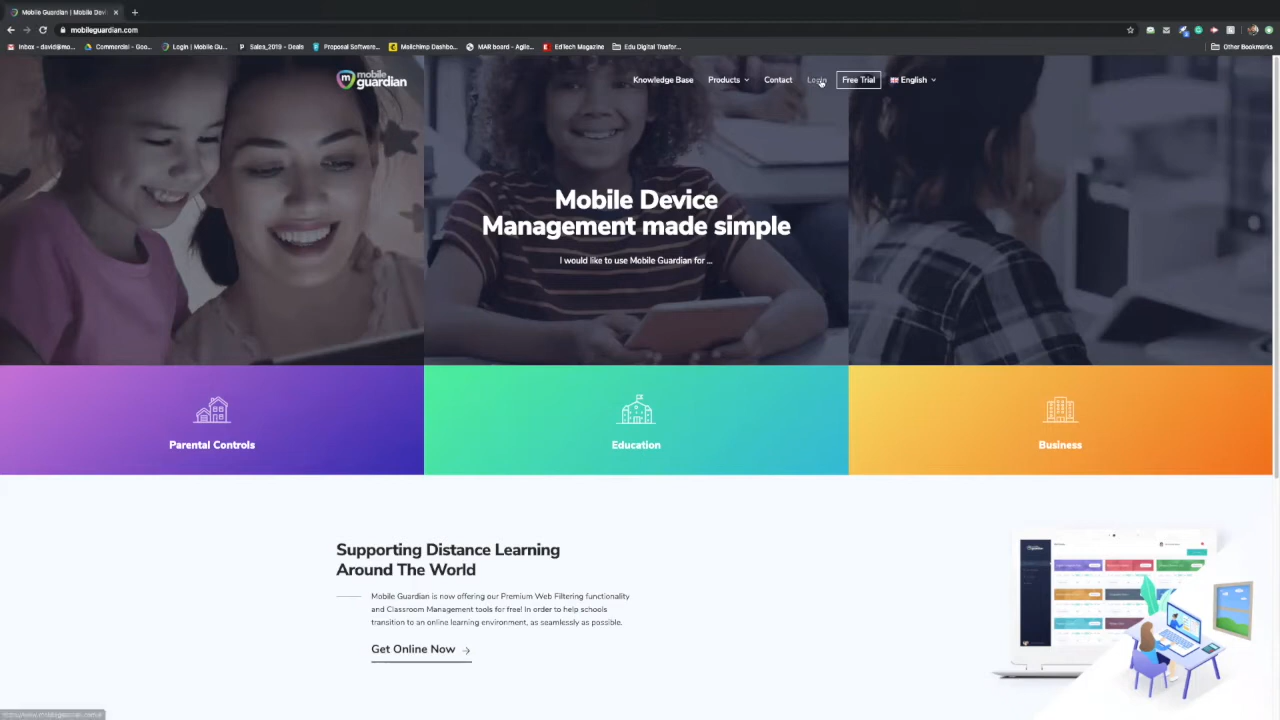 Mobile Guardian | Mobile Devi
mobileguardian.com
Inbox - david@mo...
Commercial - Goo...
Login | Mobile Gu...
Sales_2019 - Deals
Proposal Software...
Mailchimp Dashbo...
MAR board - Agile...
EdTech Magazine
Edu Digital Trasfor...
Other Bookmarks
mobile
guardian
Knowledge Base
Products
Contact
Login
Free Trial
English
Mobile Device
Management made simple
I would like to use Mobile Guardian for ...
Parental Controls
Education
Business
Supporting Distance Learning
Around The World
Mobile Guardian is now offering our Premium Web Filtering functionality
and Classroom Management tools for free! In order to help schools
transition to an online learning environment, as seamlessly as possible.
Get Online Now